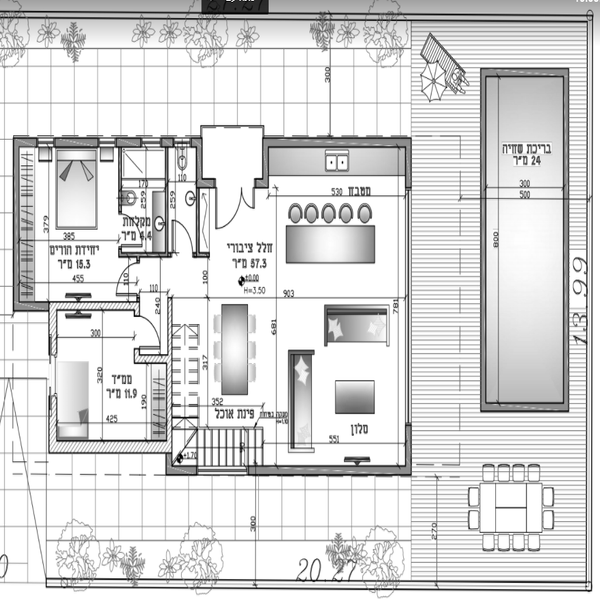 300
בריכת שחיה
24 מ"ר
300
500
800
13.99
110
170
259
259
מקלחת
4.4 מ"ר
379
385
יחידת הורים
15.3 מ"ר
455
110
110
240
530
מטבח
חלל ציבורי
57.3 מ"ר
±0.00
H=3.50
100
903
681
781
300
320
ממ"ד
11.9 מ"ר
190
425
317
352
פינת אוכל
סלון
551
+1.70
300
270
20.27